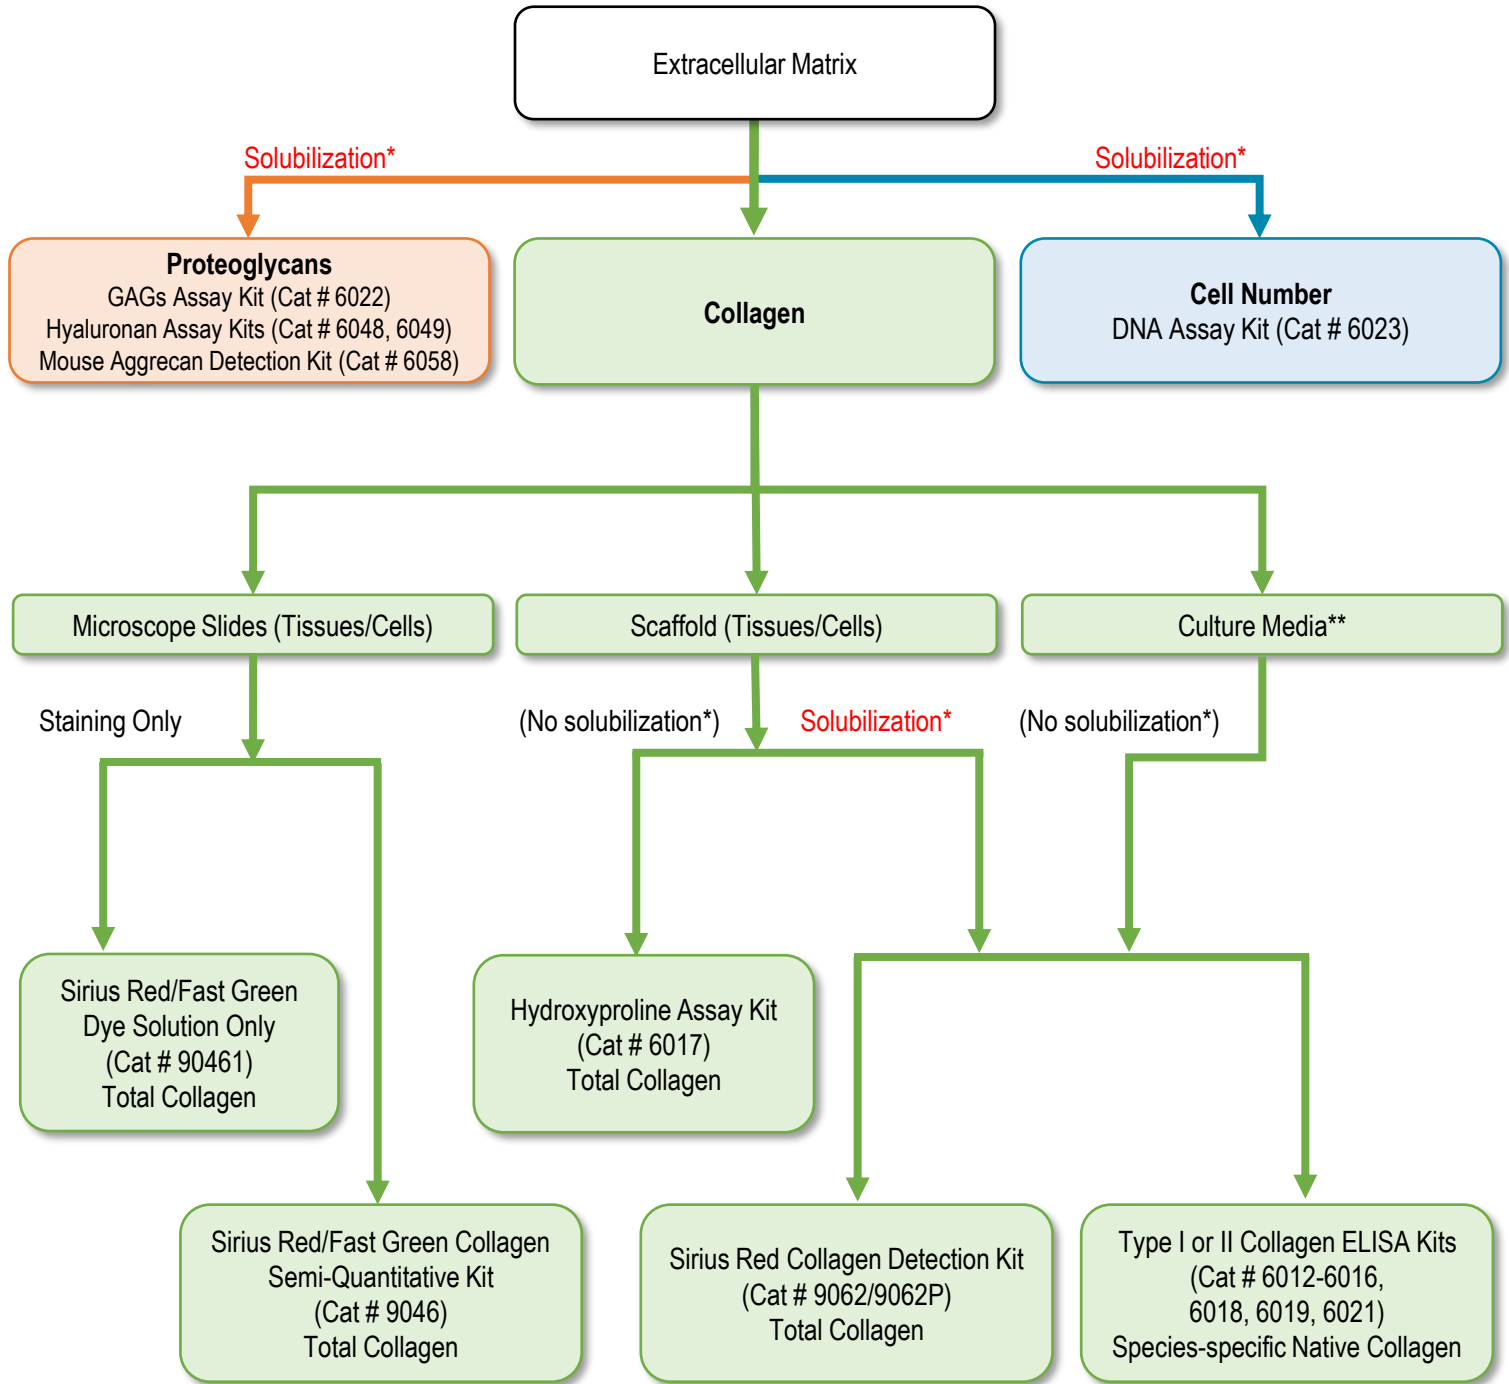 Extracellular Matrix
Solubilization*
Solubilization*
Proteoglycans
GAGs Assay Kit (Cat # 6022)
Hyaluronan Assay Kits (Cat # 6048, 6049)
Mouse Aggrecan Detection Kit (Cat # 6058)
Collagen
Cell Number
DNA Assay Kit (Cat # 6023)
Microscope Slides (Tissues/Cells)
Scaffold (Tissues/Cells)
Culture Media**
Staining Only
(No solubilization*)
Solubilization*
(No solubilization*)
Sirius Red/Fast Green
Dye Solution Only
(Cat # 90461)
Total Collagen
Hydroxyproline Assay Kit
(Cat # 6017)
Total Collagen
Sirius Red/Fast Green Collagen
Semi-Quantitative Kit
(Cat # 9046)
Total Collagen
Sirius Red Collagen Detection Kit
(Cat # 9062/9062P)
Total Collagen
Type I or II Collagen ELISA Kits
(Cat # 6012-6016,
6018, 6019, 6021)
Species-specific Native Collagen